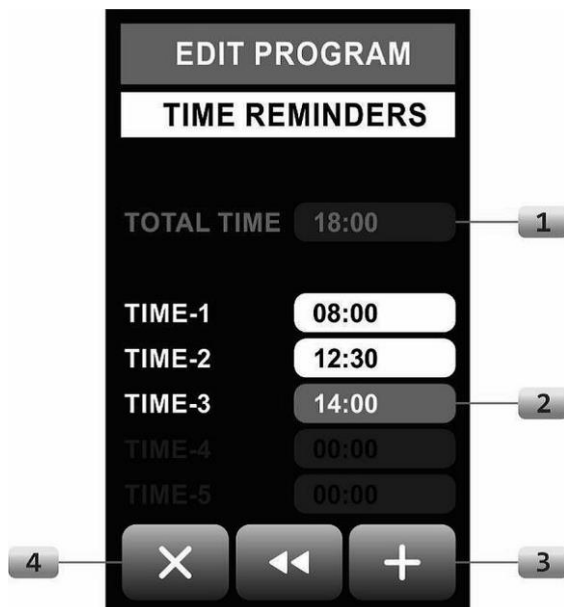 EDIT PROGRAM
TIME REMINDERS
TOTAL TIME 18:00 1
TIME-1 08:00
TIME-2 12:30
TIME-3 14:00 2
TIME-4 00:00
TIME-5 00:00
4 3